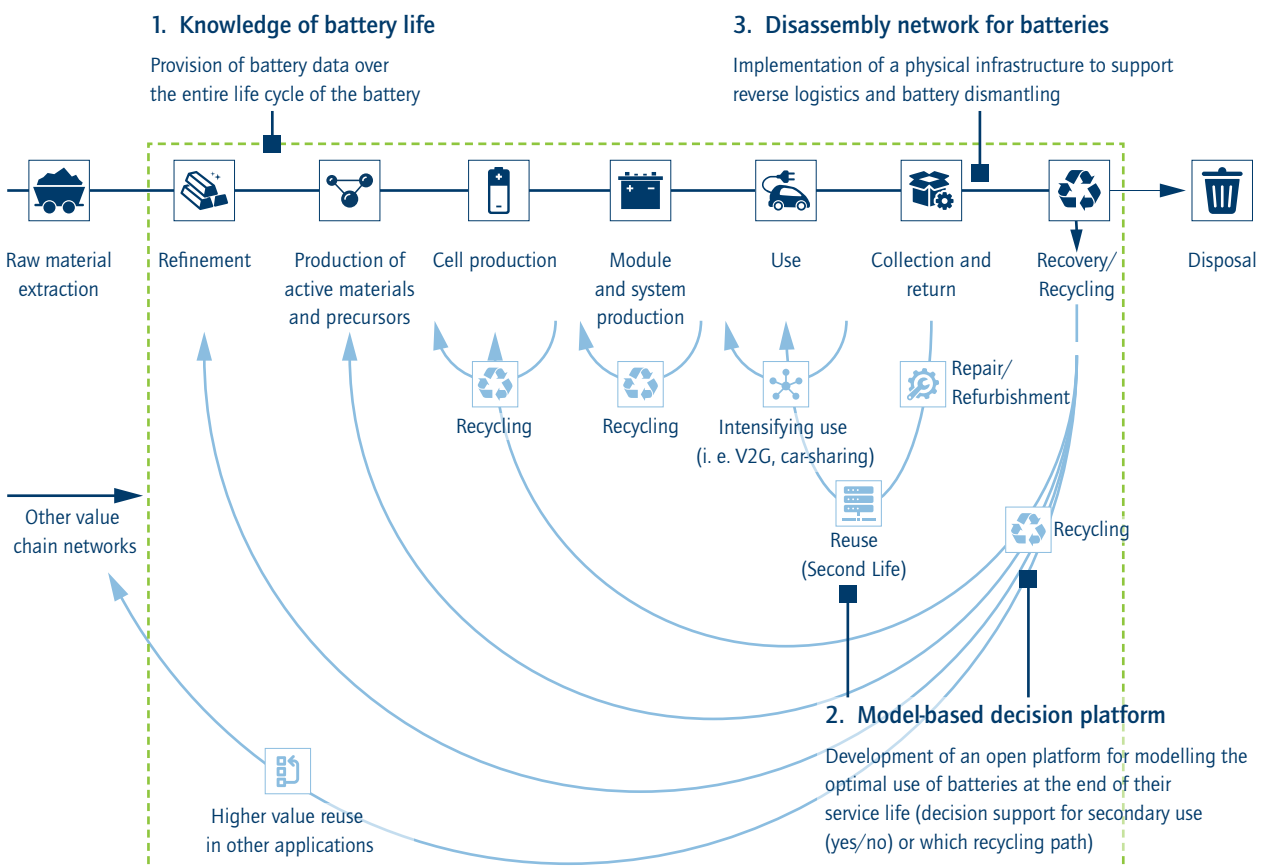 1. Knowledge of battery life
Provision of battery data over
the entire life cycle of the battery
3. Disassembly network for batteries
Implementation of a physical infrastructure to support
reverse logistics and battery dismantling
Raw material
extraction
Refinement
Production of
active materials
and precursors
Cell production
Module
and system
production
Use
Collection and
return
Recovery/
Recycling
Disposal
Recycling
Recycling
Intensifying use
(i. e. V2G, car-sharing)
Repair/
Refurbishment
Other value
chain networks
Reuse
(Second Life)
Recycling
2. Model-based decision platform
Development of an open platform for modelling the
optimal use of batteries at the end of their
service life (decision support for secondary use
(yes/no) or which recycling path)
Higher value reuse
in other applications